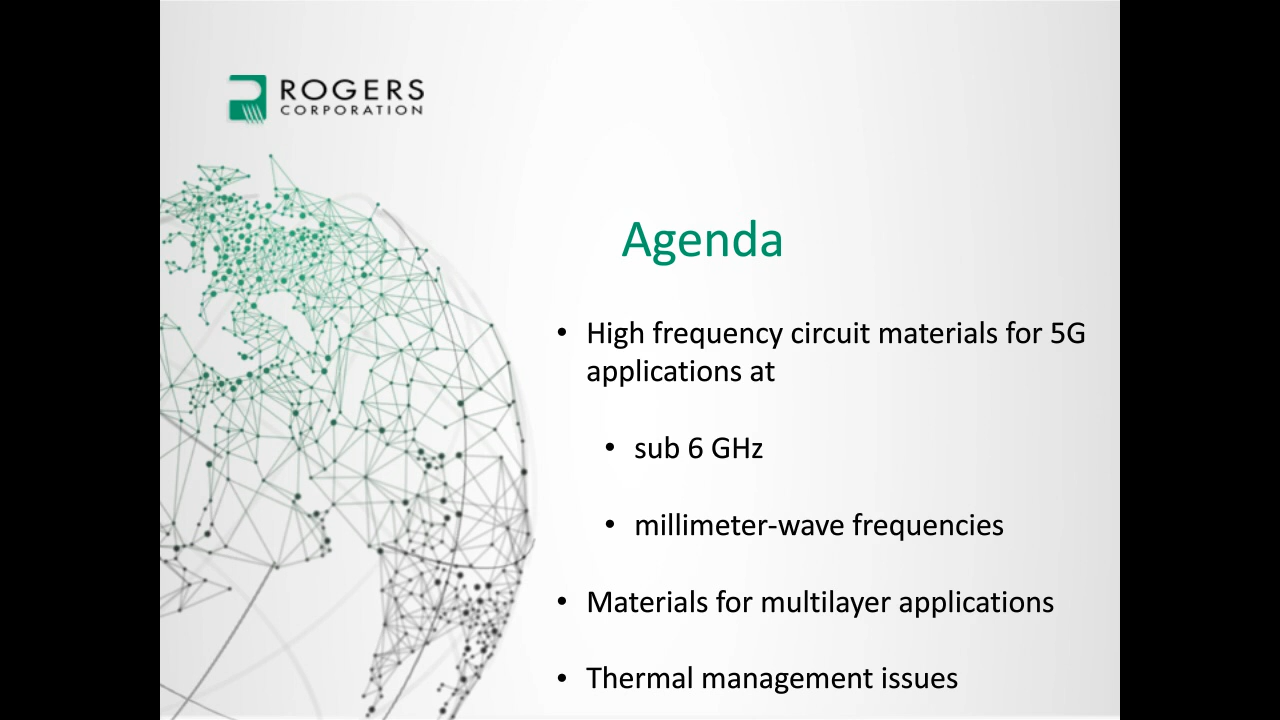 ROGERS
CORPORATION
Agenda
• High frequency circuit materials for 5G
applications at
• sub 6 GHz
• millimeter-wave frequencies
• Materials for multilayer applications
• Thermal management issues